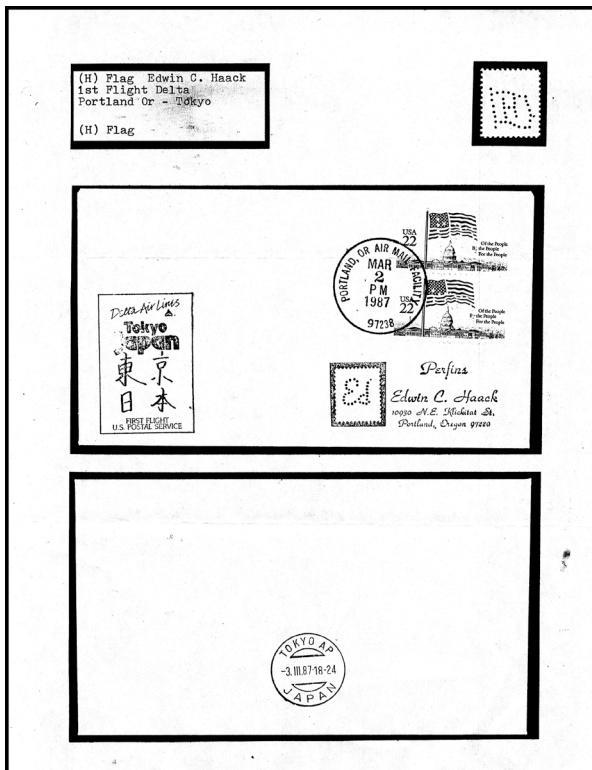 (H) Flag Edwin C. Haack
1st Flight Delta
Portland Or - Tokyo
(H) Flag
USA
22
Of the People
By the People
For the People
PORTLAND, OR AIR MAIL FACILITY
MAR
2
PM
1987
97238
USA
22
Of the People
By the People
For the People
Delta Air Lines
Tokyo
Japan
東京
日本
FIRST FLIGHT
U.S. POSTAL SERVICE
Perfins
Edwin C. Haack
10930 N.E. Klickitat St.
Portland, Oregon 97220
TOKYO AP
-3.III.87-18-24
JAPAN